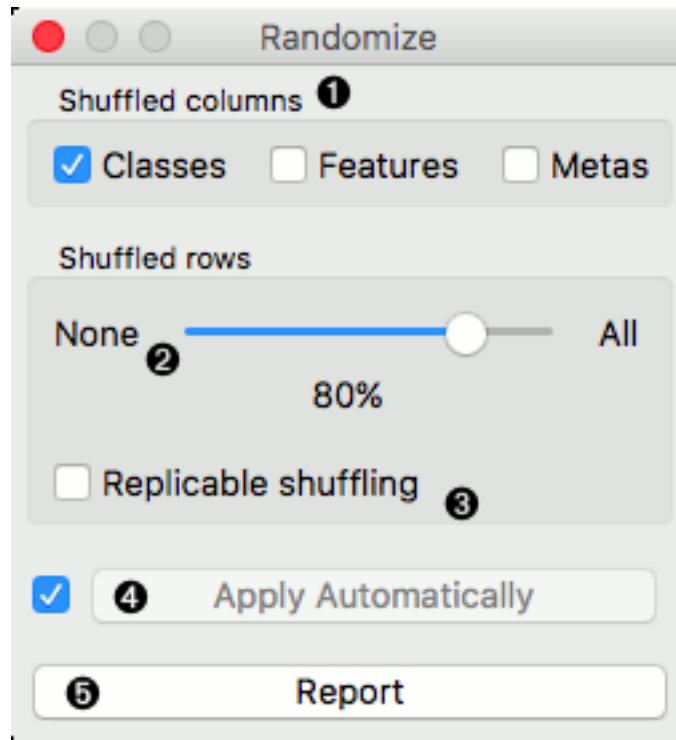 Randomize
Shuffled columns ❶
Classes Features Metas
Shuffled rows
None ❷ All
80%
Replicable shuffling ❸
❹ Apply Automatically
❺ Report